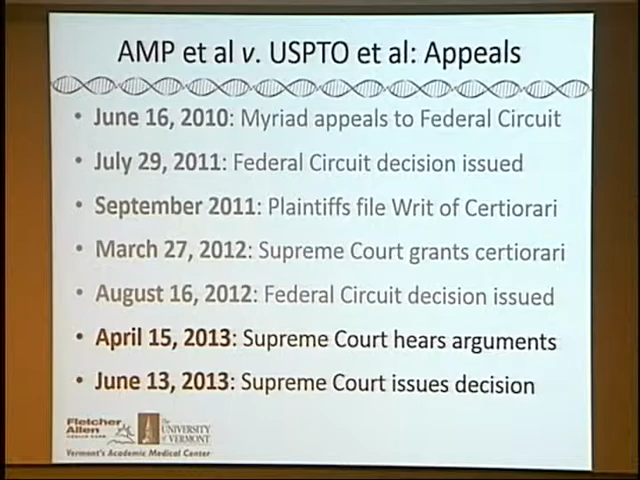 AMP et al v. USPTO et al: Appeals
• June 16, 2010: Myriad appeals to Federal Circuit
• July 29, 2011: Federal Circuit decision issued
• September 2011: Plaintiffs file Writ of Certiorari
• March 27, 2012: Supreme Court grants certiorari
• August 16, 2012: Federal Circuit decision issued
• April 15, 2013: Supreme Court hears arguments
• June 13, 2013: Supreme Court issues decision
Fletcher
Allen
HEALTH CARE
The
UNIVERSITY
of VERMONT
Vermont's Academic Medical Center